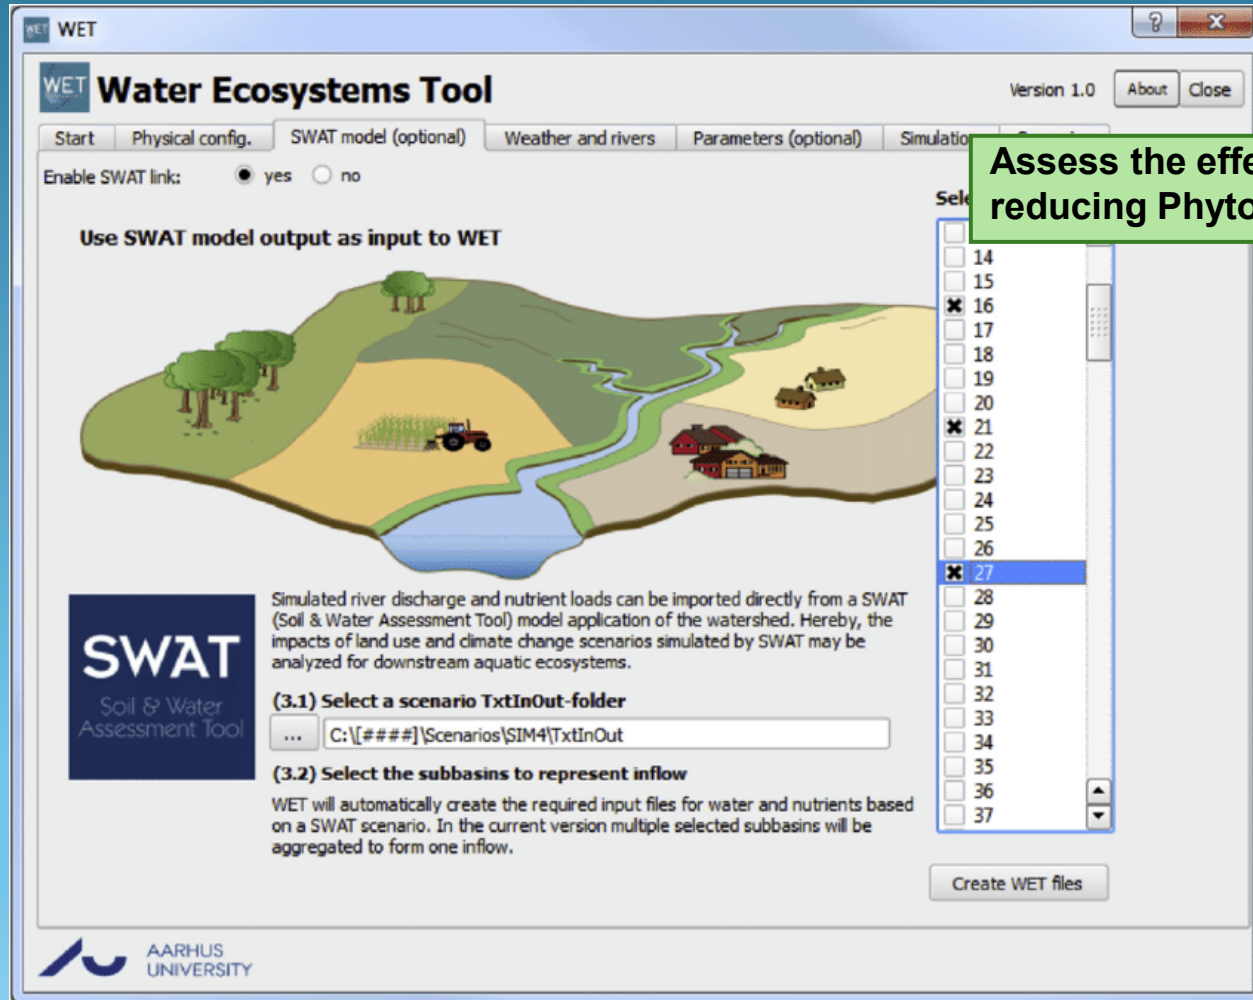 WET
WET Water Ecosystems Tool
Version 1.0 About Close
Start Physical config. SWAT model (optional) Weather and rivers Parameters (optional)
Enable SWAT link: yes no
Assess the
reducing
Use SWAT model output as input to WET
14
15
16
17
18
19
20
21
22
23
24
25
26
27
28
29
30
31
32
33
34
35
36
37
SWAT
Soil & Water
Assessment Tool
Simulated river discharge and nutrient loads can be imported directly from a SWAT
(Soil & Water Assessment Tool) model application of the watershed. Hereby, the
impacts of land use and climate change scenarios simulated by SWAT may be
analyzed for downstream aquatic ecosystems.
(3.1) Select a scenario TxtInOut-folder
... C:\[####]\Scenarios\SIM4\TxtInOut
(3.2) Select the subbasins to represent inflow
WET will automatically create the required input files for water and nutrients based
on a SWAT scenario. In the current version multiple selected subbasins will be
aggregated to form one inflow.
Create WET files
AARHUS
UNIVERSITY